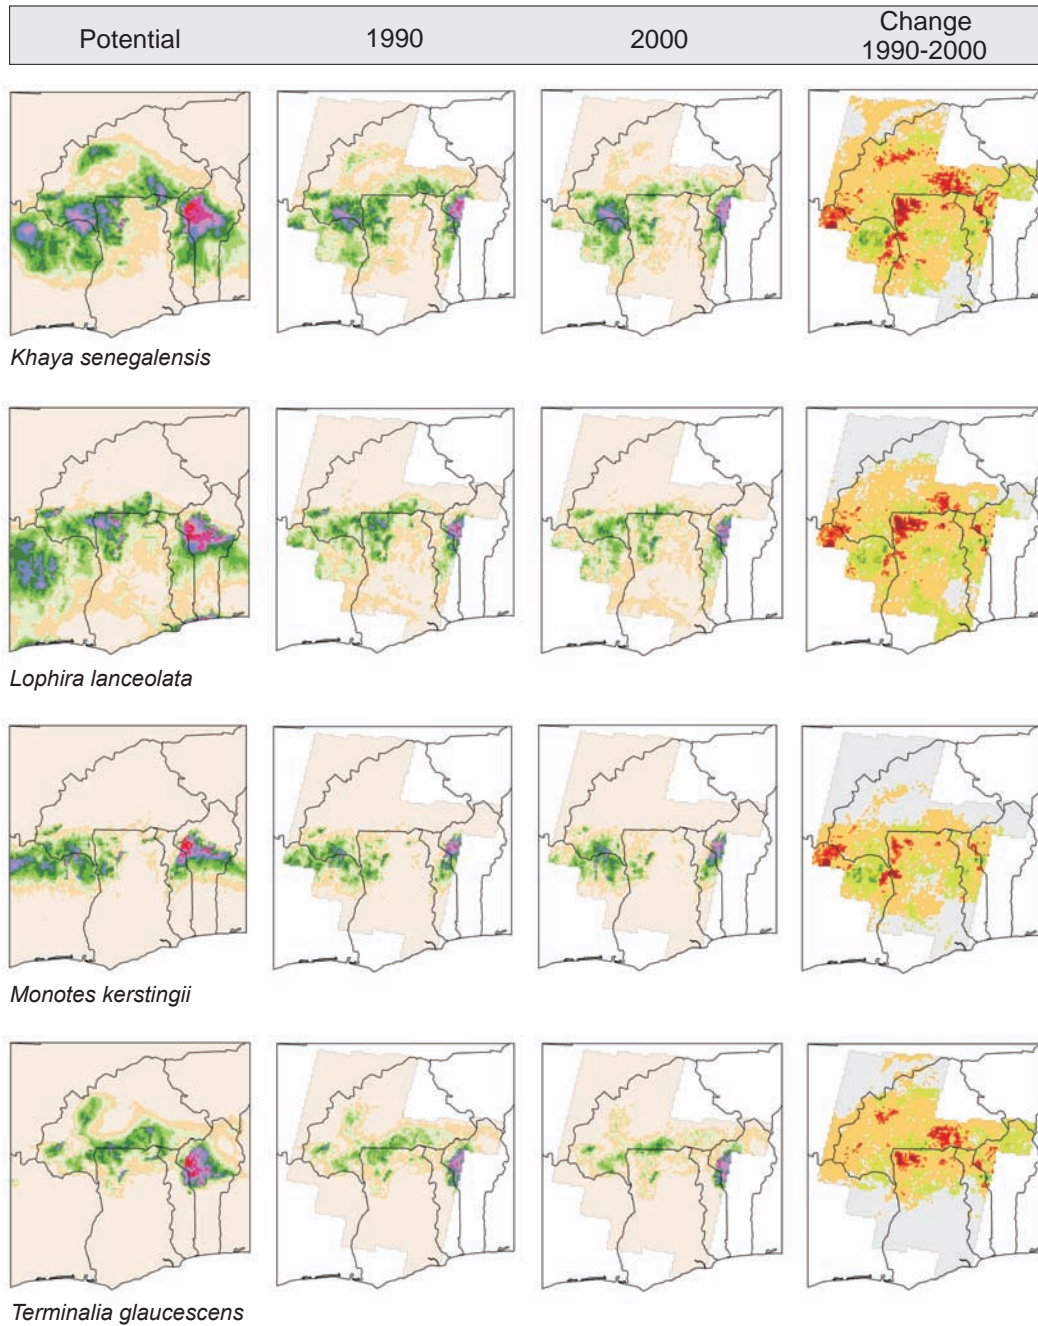 Potential
1990
2000
Change
1990-2000
Khaya senegalensis
Lophira lanceolata
Monotes kerstingii
Terminalia glaucescens